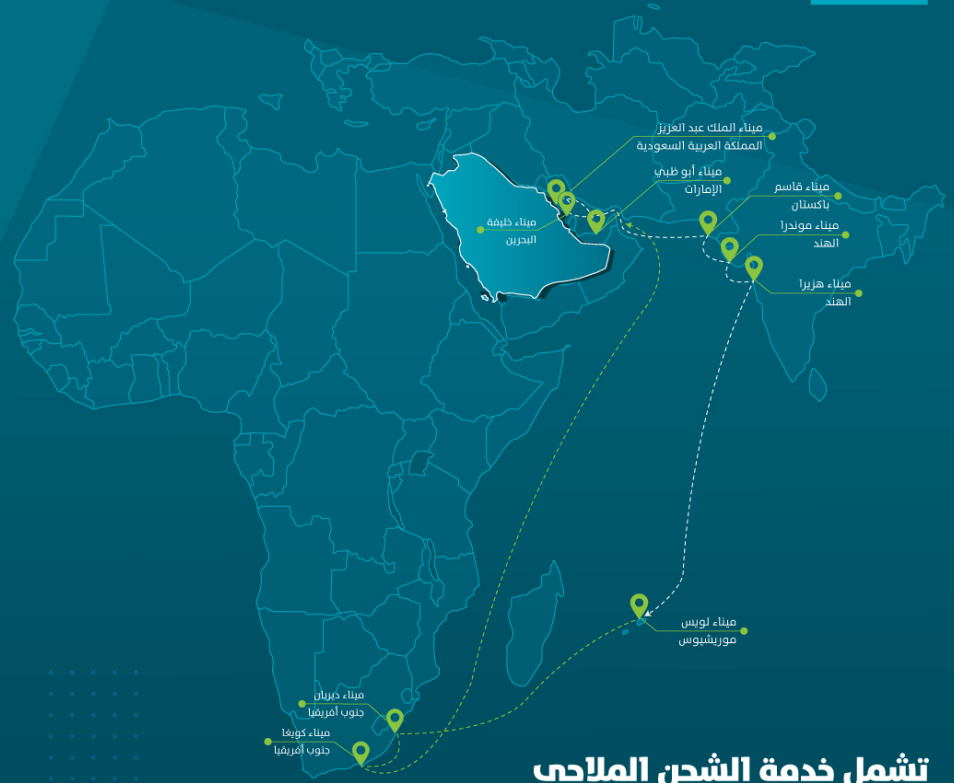 ميناء الملك عبد العزيز
المملكة العربية السعودية
ميناء أبو ظبي
الإمارات
ميناء قاسم
باكستان
ميناء موندرا
الهند
ميناء هزيرا
الهند
ميناء خليفة
البحرين
ميناء لويس
موريشيوس
ميناء ديربان
جنوب أفريقيا
ميناء كويغا
جنوب أفريقيا
تشمل خدمة الشحن الملاحي